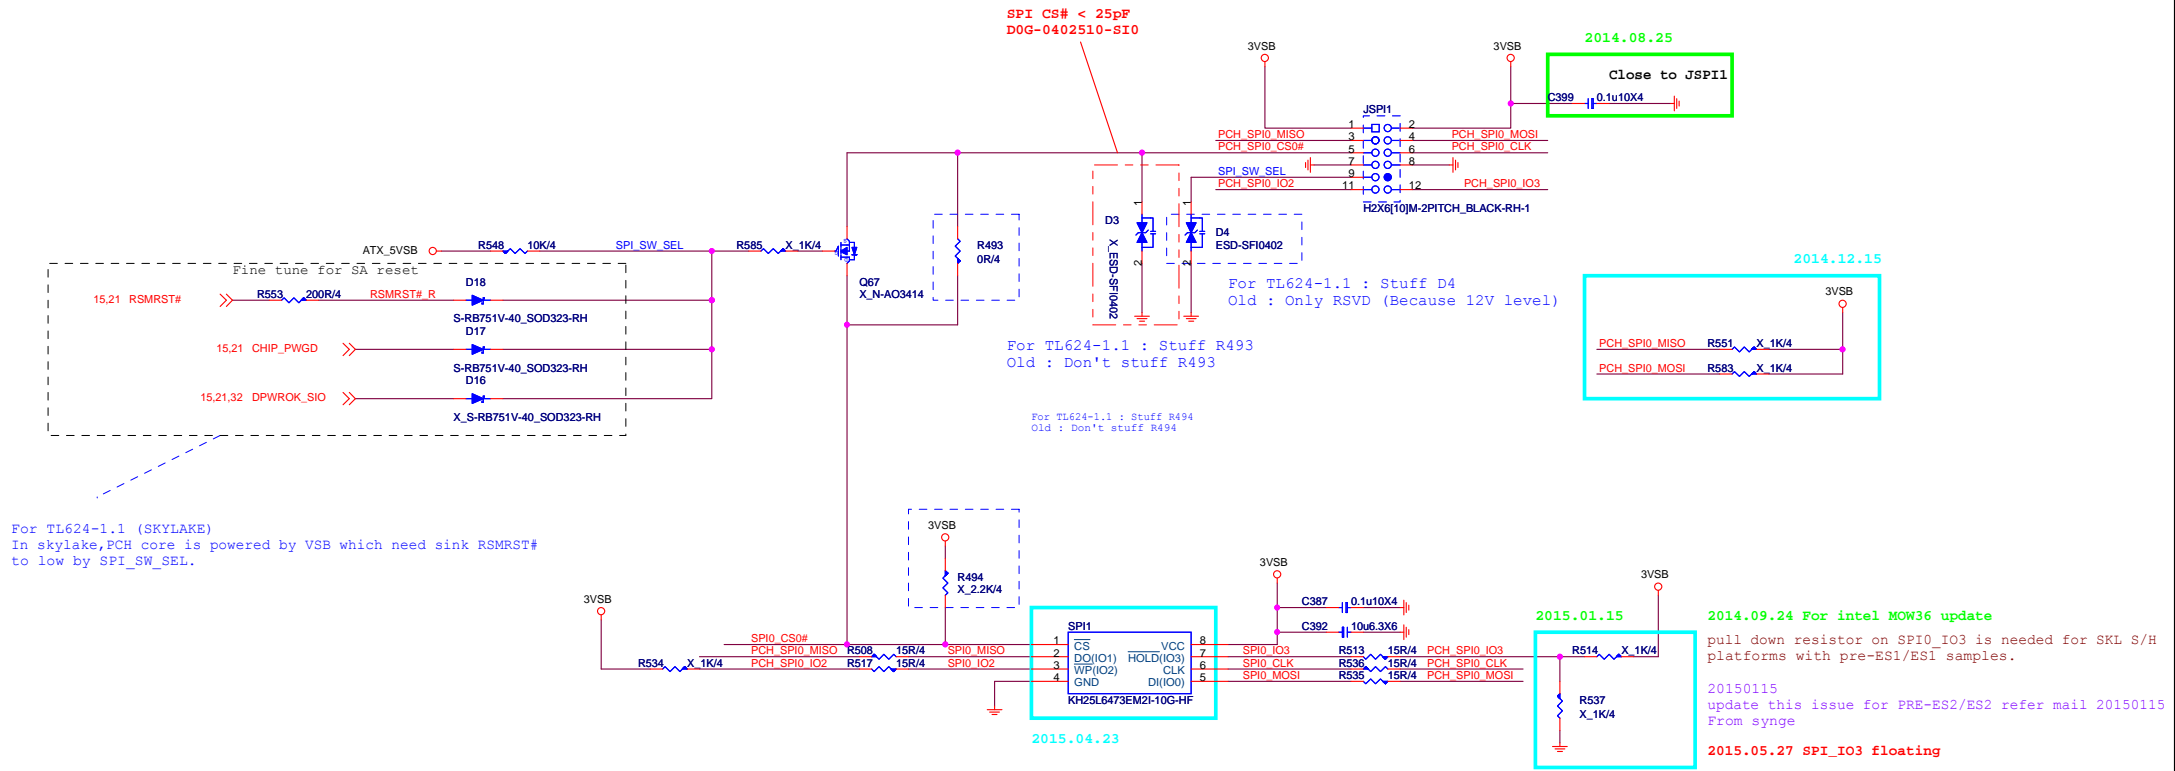 SPI CS# < 25pF
D0G-0402510-SI0
3VSB
3VSB
2014.08.25
Close to JSPI1
C399
0.1u10X4
JSPI1
1
2
PCH_SPI0_MISO
3
4
PCH_SPI0_MOSI
PCH_SPI0_CS0#
5
6
PCH_SPI0_CLK
7
8
SPI_SW_SEL
9
PCH_SPI0_IO2
11
12
PCH_SPI0_IO3
H2X6[10]M-2PITCH_BLACK-RH-1
ATX_5VSB
R548
10K/4
SPI_SW_SEL
R585
X_1K/4
Q67
X_N-AO3414
R493
0R/4
1
D3
X_ESD-SFI0402
2
1
D4
ESD-SFI0402
2
For TL624-1.1 : Stuff D4
Old : Only RSVD (Because 12V level)
For TL624-1.1 : Stuff R493
Old : Don't stuff R493
For TL624-1.1 : Stuff R494
Old : Don't stuff R494
Fine tune for SA reset
15,21 RSMRST#
R553
200R/4
RSMRST#_R
D18
S-RB751V-40_SOD323-RH
15,21 CHIP_PWGD
D17
S-RB751V-40_SOD323-RH
15,21,32 DPWROK_SIO
D16
X_S-RB751V-40_SOD323-RH
2014.12.15
3VSB
PCH_SPI0_MISO
R551
X_1K/4
PCH_SPI0_MOSI
R583
X_1K/4
For TL624-1.1 (SKYLAKE)
In skylake,PCH core is powered by VSB which need sink RSMRST#
to low by SPI_SW_SEL.
3VSB
R494
X_2.2K/4
3VSB
R534
X_1K/4
SPI0_CS0#
PCH_SPI0_MISO
R508
15R/4
SPI0_MISO
PCH_SPI0_IO2
R517
15R/4
SPI0_IO2
SPI1
1
CS
VCC
8
2
DO(IO1)
HOLD(IO3)
7
3
WP(IO2)
CLK
6
4
GND
DI(IO0)
5
KH25L6473EM2I-10G-HF
2015.04.23
3VSB
C387
0.1u10X4
C392
10u6.3X6
SPI0_IO3
R513
15R/4
PCH_SPI0_IO3
SPI0_CLK
R536
15R/4
PCH_SPI0_CLK
SPI0_MOSI
R535
15R/4
PCH_SPI0_MOSI
3VSB
2015.01.15
R514
X_1K/4
R537
X_1K/4
2014.09.24 For intel MOW36 update
pull down resistor on SPI0_IO3 is needed for SKL S/H
platforms with pre-ES1/ES1 samples.
20150115
update this issue for PRE-ES2/ES2 refer mail 20150115
From synge
2015.05.27 SPI_IO3 floating